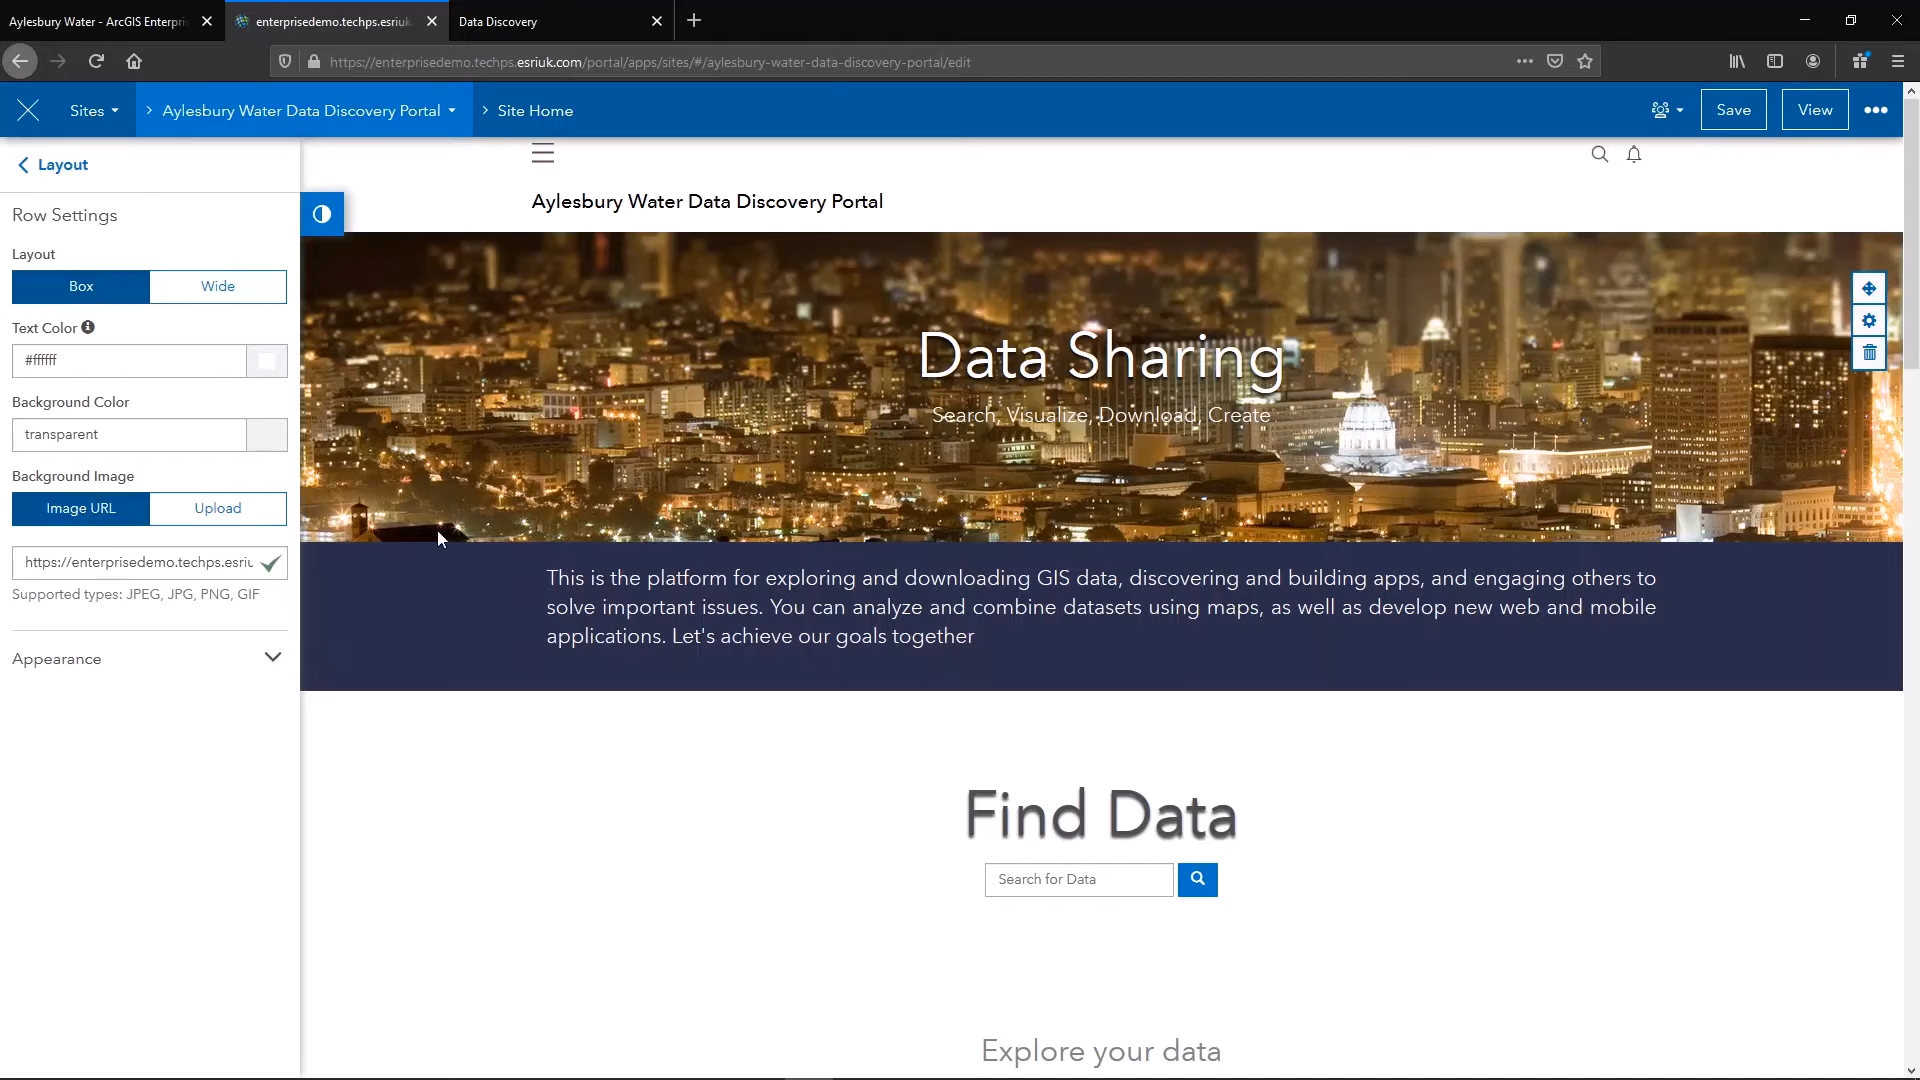 Aylesbury Water - ArcGIS Enterpri
enterprisedemo.techps.esriuk
Data Discovery
https://enterprisedemo.techps.esriuk.com/portal/apps/sites/#/aylesbury-water-data-discovery-portal/edit
Sites
Aylesbury Water Data Discovery Portal
Site Home
Save
View
Layout
Row Settings
Layout
Box
Wide
Text Color
#ffffff
Background Color
transparent
Background Image
Image URL
Upload
https://enterprisedemo.techps.esriu
Supported types: JPEG, JPG, PNG, GIF
Appearance
Aylesbury Water Data Discovery Portal
Data Sharing
Search, Visualize, Download, Create
This is the platform for exploring and downloading GIS data, discovering and building apps, and engaging others to
solve important issues. You can analyze and combine datasets using maps, as well as develop new web and mobile
applications. Let's achieve our goals together
Find Data
Search for Data
Explore your data